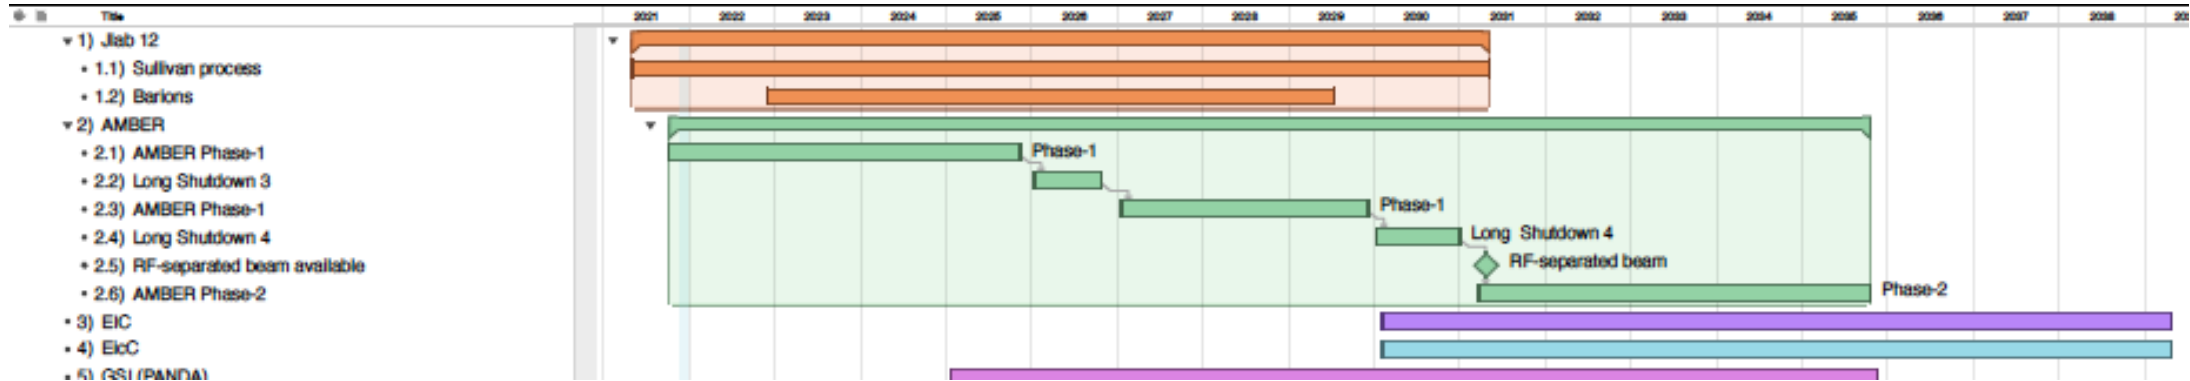 Title 2021 2022 2023 2024 2025 2026 2027 2028 2029 2030 2031 2032 2033 2034 2035 2036 2037 2038
1) Jlab 12
1.1) Sullivan process
1.2) Barions
2) AMBER
2.1) AMBER Phase-1 Phase-1
2.2) Long Shutdown 3
2.3) AMBER Phase-1 Phase-1
2.4) Long Shutdown 4 Long Shutdown 4
2.5) RF-separated beam available RF-separated beam
2.6) AMBER Phase-2 Phase-2
3) EIC
4) EicC
5) GSI (PANDA)